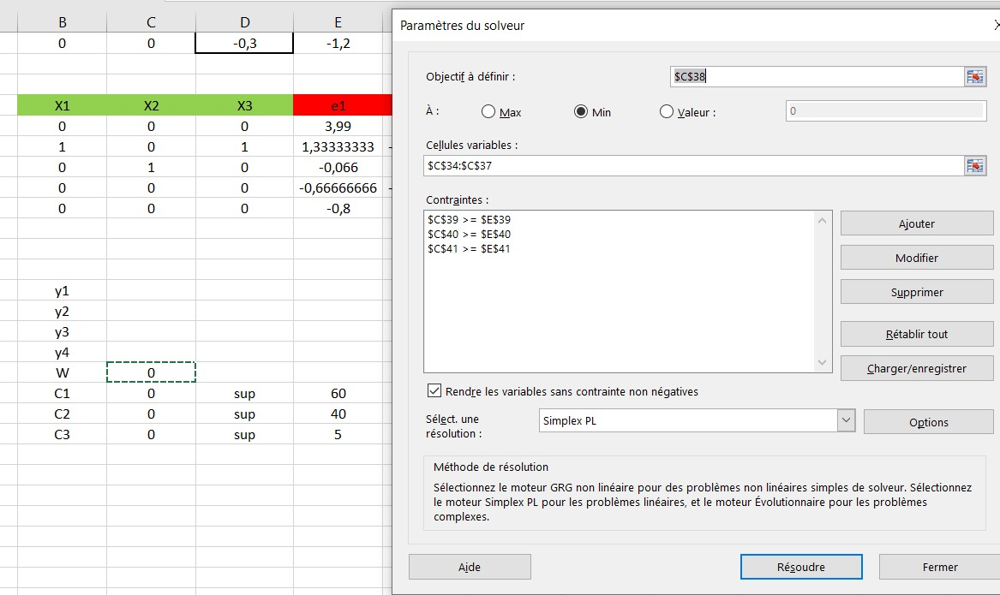 B C D E
0 0 -0,3 -1,2
X1 X2 X3 e1
0 0 0 3,99
1 0 1 1,33333333
0 1 0 -0,066
0 0 0 -0,66666666
0 0 0 -0,8
y1
y2
y3
y4
W 0
C1 0 sup 60
C2 0 sup 40
C3 0 sup 5
Paramètres du solveur
Objectif à définir : $C$38
À : Max Min Valeur : 0
Cellules variables :
$C$34:$C$37
Contraintes :
$C$39 >= $E$39
$C$40 >= $E$40
$C$41 >= $E$41
Ajouter
Modifier
Supprimer
Rétablir tout
Charger/enregistrer
Rendre les variables sans contrainte non négatives
Sélect. une
résolution :
Simplex PL
Options
Méthode de résolution
Sélectionnez le moteur GRG non linéaire pour des problèmes non linéaires simples de solveur. Sélectionnez
le moteur Simplex PL pour les problèmes linéaires, et le moteur Évolutionnaire pour les problèmes
complexes.
Aide Résoudre Fermer